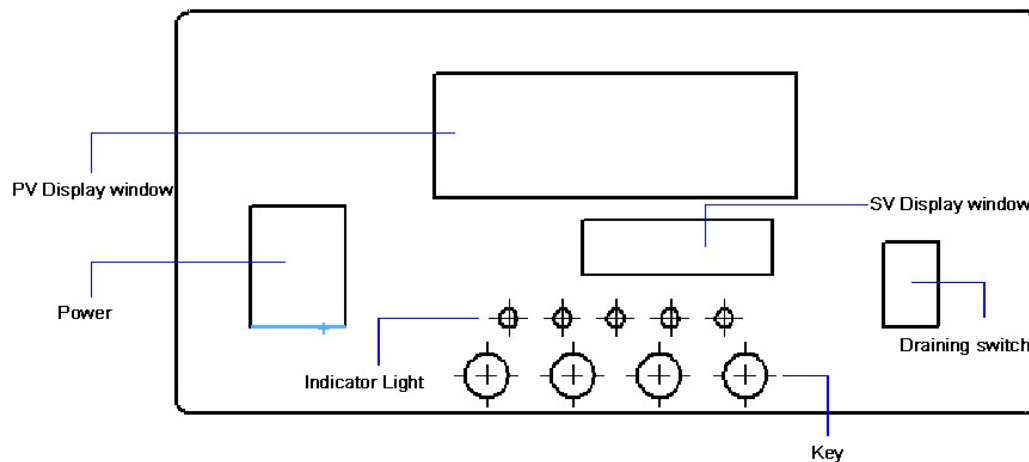 PV Display window
SV Display window
Power
Draining switch
Indicator Light
Key